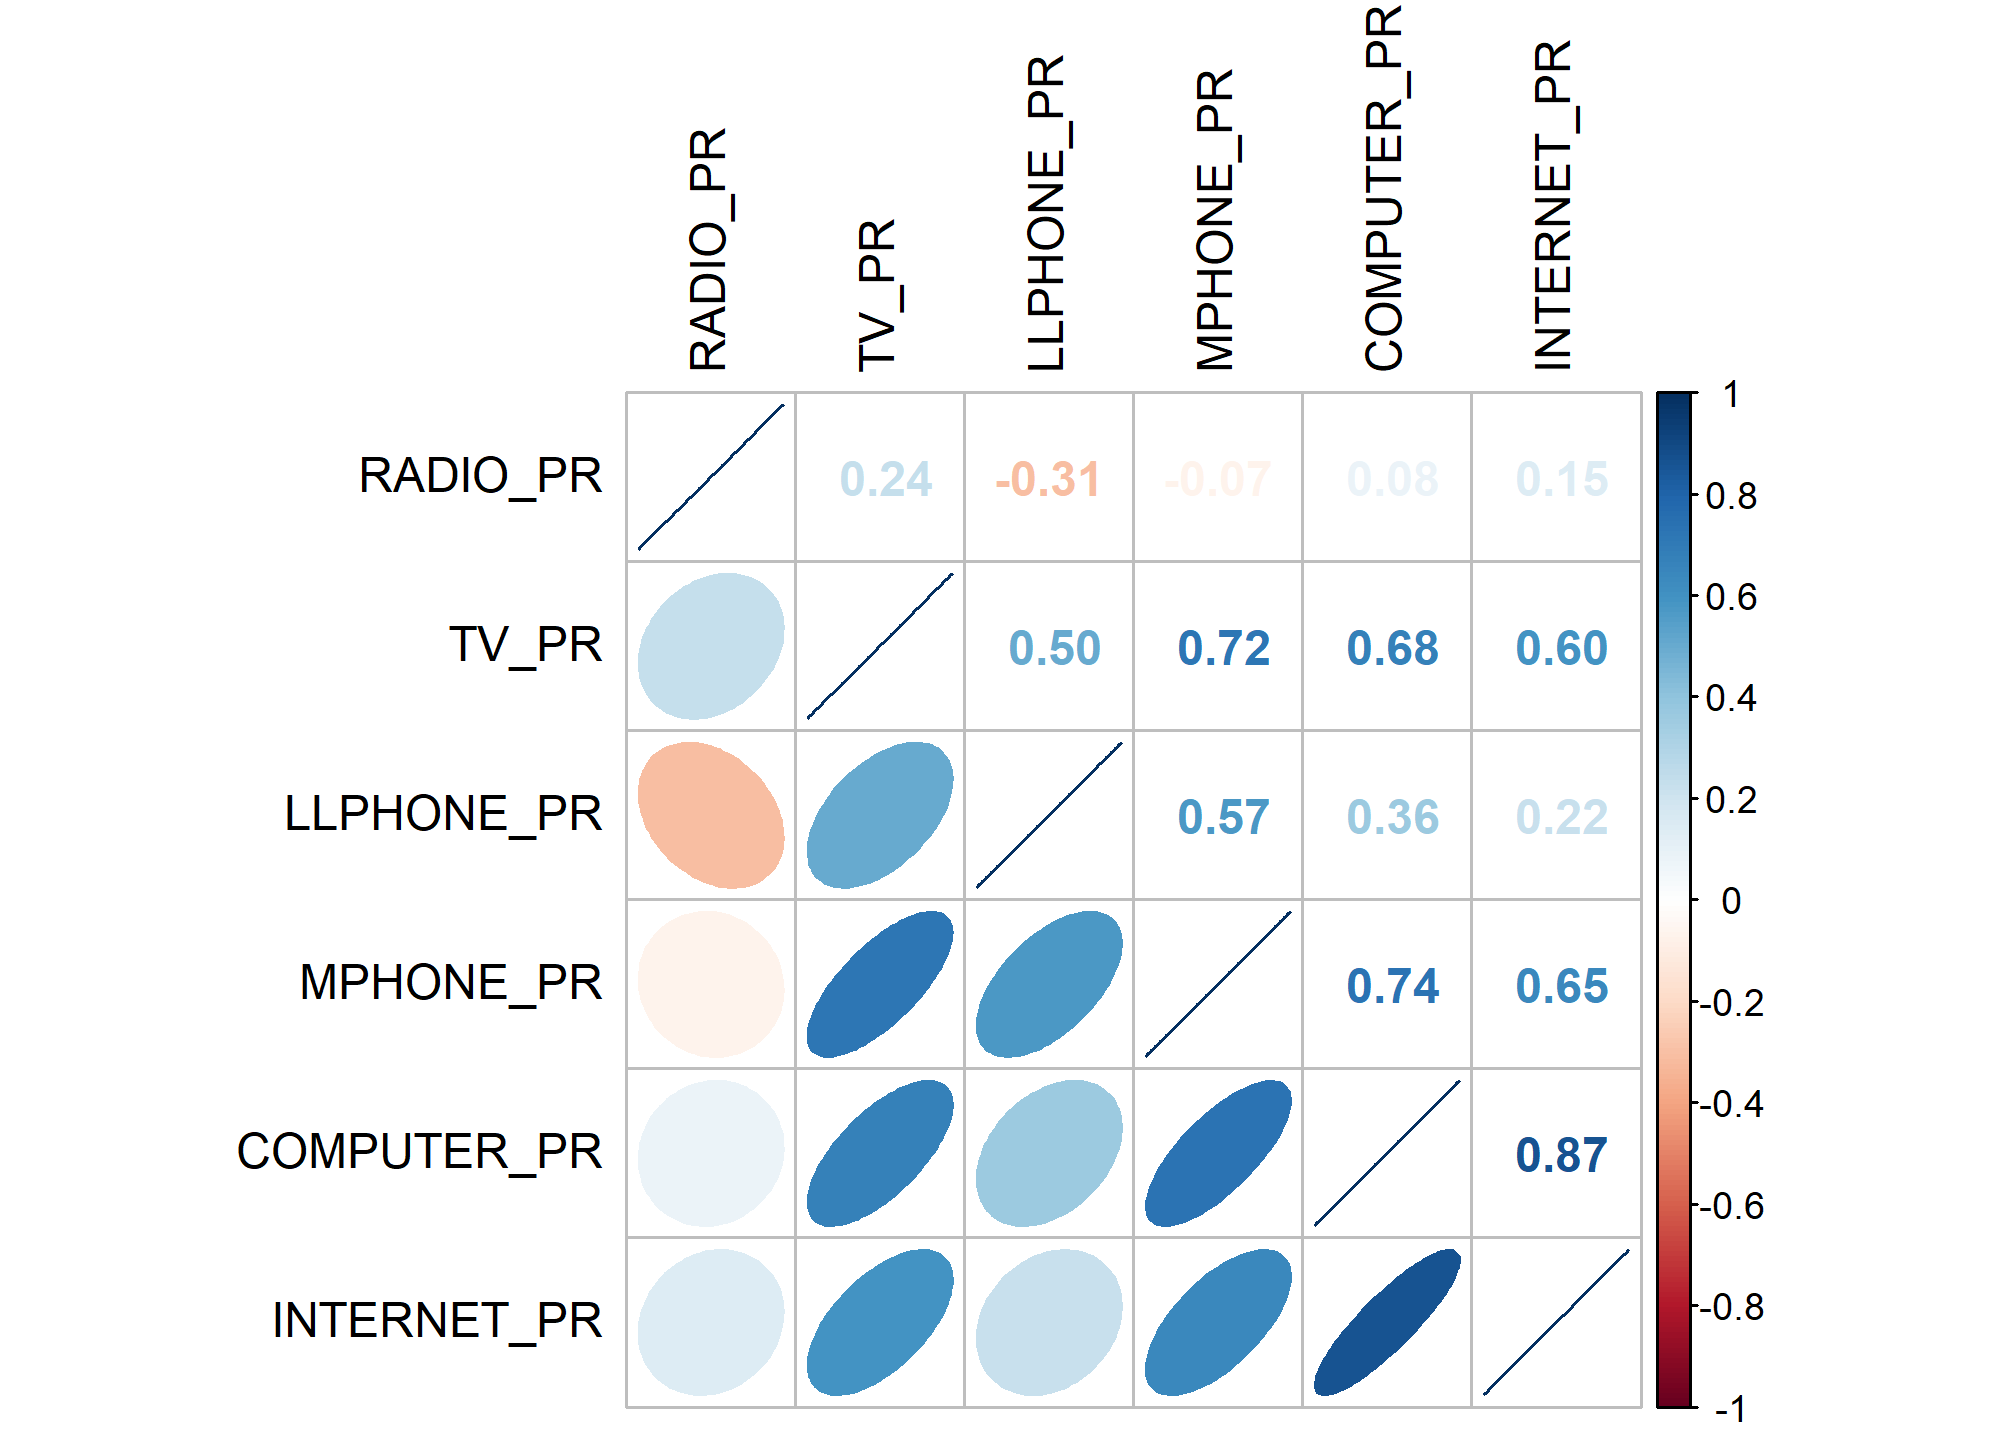 RADIO_PR
TV_PR
LLPHONE_PR
MPHONE_PR
COMPUTER_PR
INTERNET_PR
RADIO_PR 0.24 -0.31 -0.07 0.08 0.15
TV_PR 0.50 0.72 0.68 0.60
LLPHONE_PR 0.57 0.36 0.22
MPHONE_PR 0.74 0.65
COMPUTER_PR 0.87
INTERNET_PR
1
0.8
0.6
0.4
0.2
0
-0.2
-0.4
-0.6
-0.8
-1